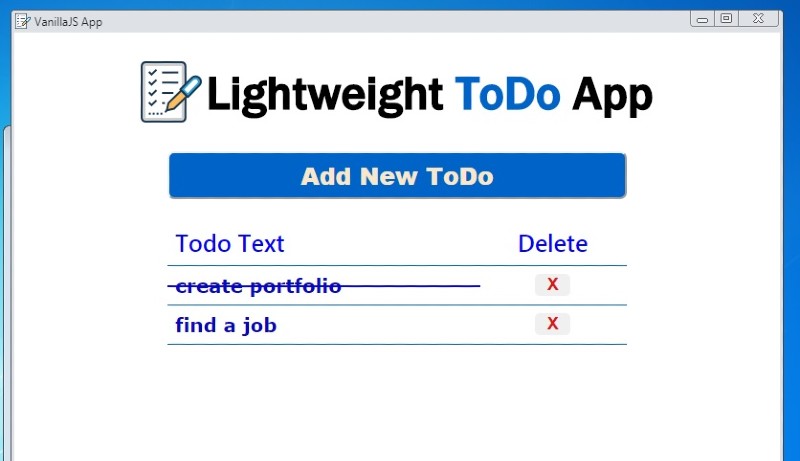 VanillaJS App
Lightweight ToDo App
Add New ToDo
Todo Text Delete
create portfolio X
find a job X